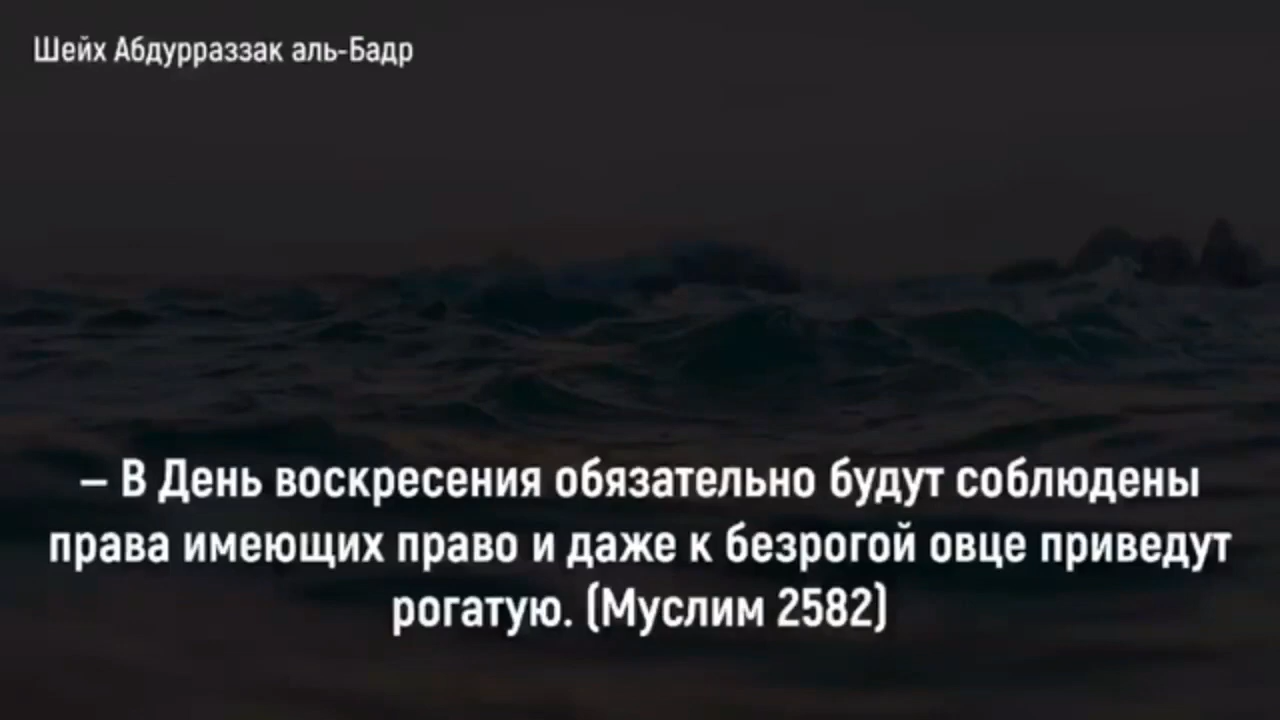 Шейх Абдурраззак аль-Бадр
– В День воскресения обязательно будут соблюдены
права имеющих право и даже к безрогой овце приведут
рогатую. (Муслим 2582)